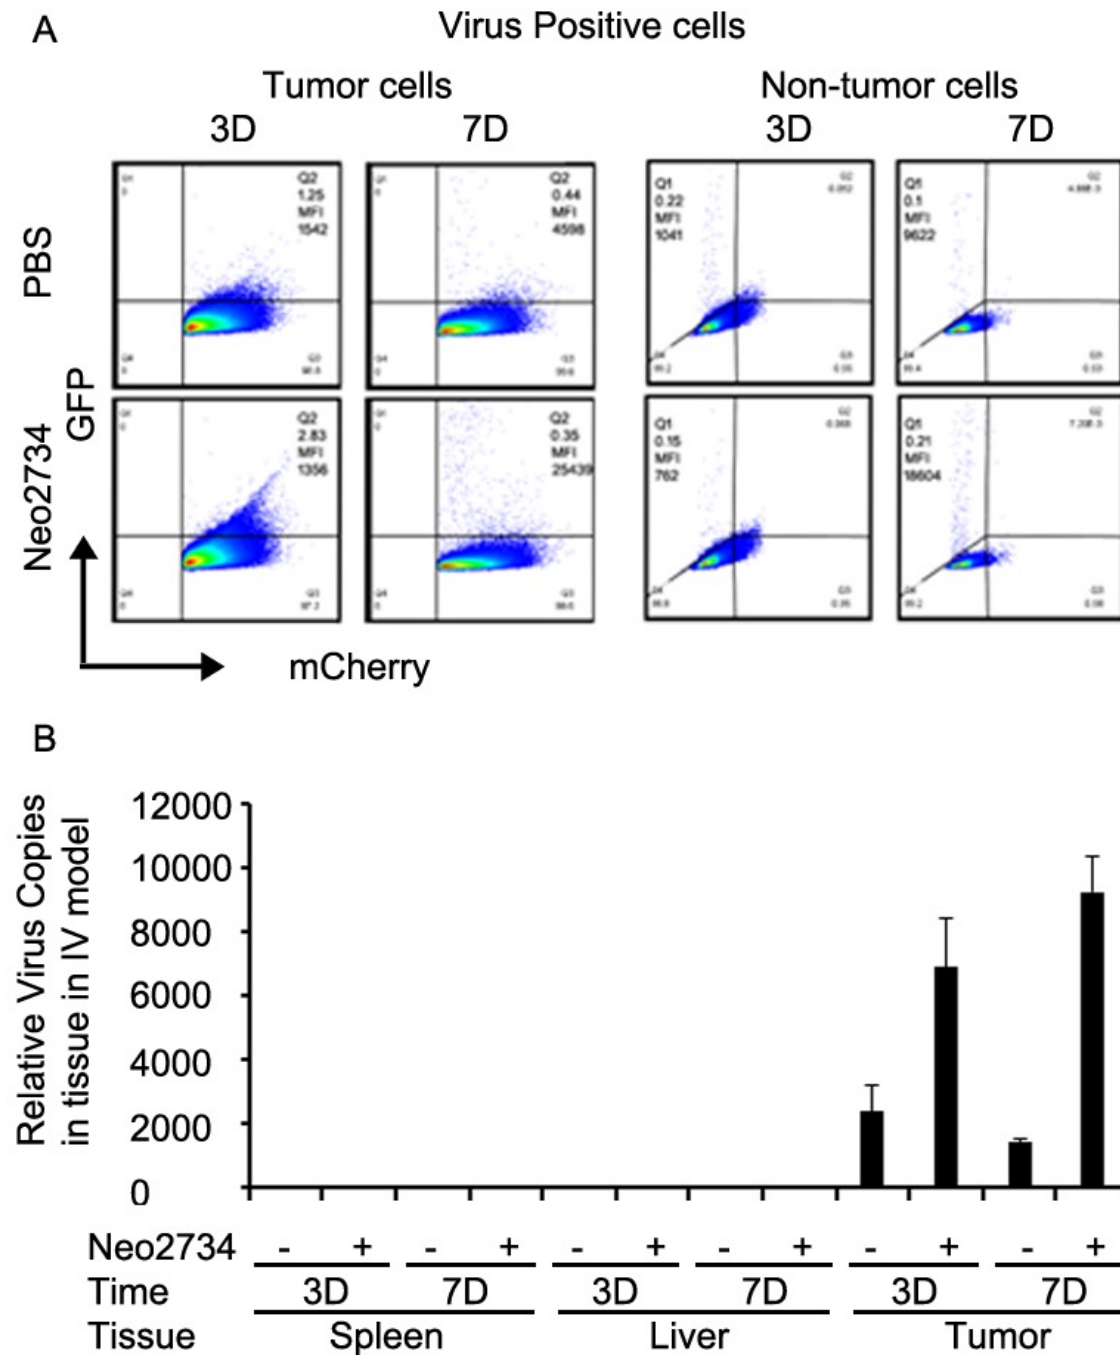 A
Virus Positive cells
Tumor cells
Non-tumor cells
3D
7D
3D
7D
PBS
Q2
1.25
MFI
1542
Q2
0.44
MFI
4598
Q1
0.22
MFI
1041
Q1
0.1
MFI
9622
Neo2734
GFP
Q2
2.83
MFI
1356
Q2
0.35
MFI
25439
Q1
0.15
MFI
762
Q1
0.21
MFI
18604
mCherry
B
Relative Virus Copies
in tissue in IV model
12000
10000
8000
6000
4000
2000
0
Neo2734 - + - + - + - + - + - +
Time 3D 7D 3D 7D 3D 7D
Tissue Spleen Liver Tumor